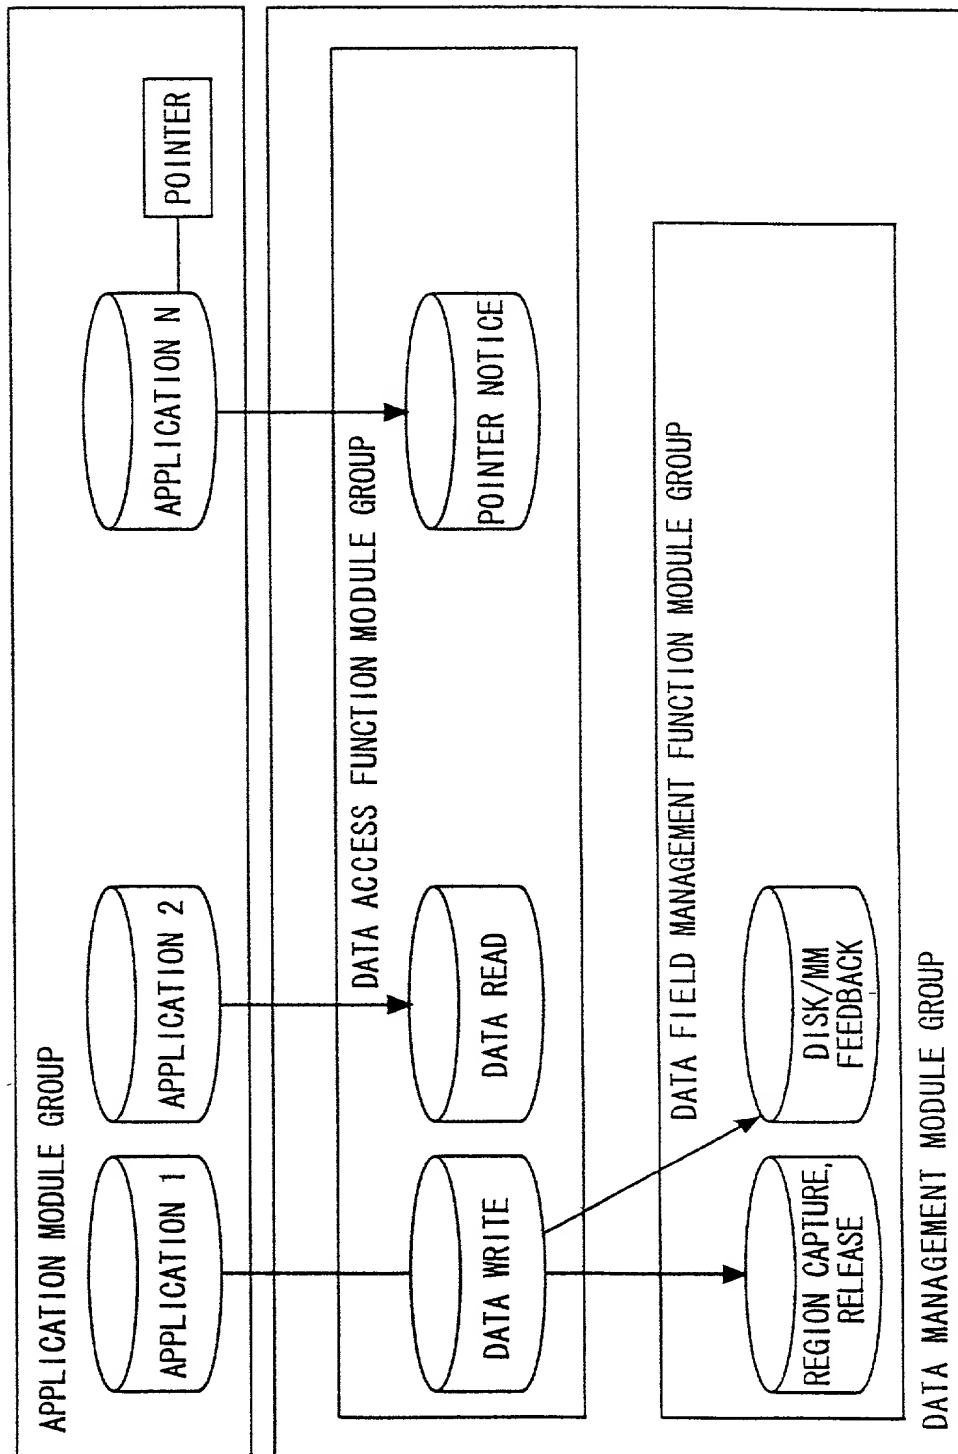 APPLICATION MODULE GROUP
APPLICATION 1
APPLICATION 2
APPLICATION N
POINTER
DATA ACCESS FUNCTION MODULE GROUP
DATA WRITE
DATA READ
POINTER NOTICE
DATA FIELD MANAGEMENT FUNCTION MODULE GROUP
REGION CAPTURE,
RELEASE
DISK/MM
FEEDBACK
DATA MANAGEMENT MODULE GROUP